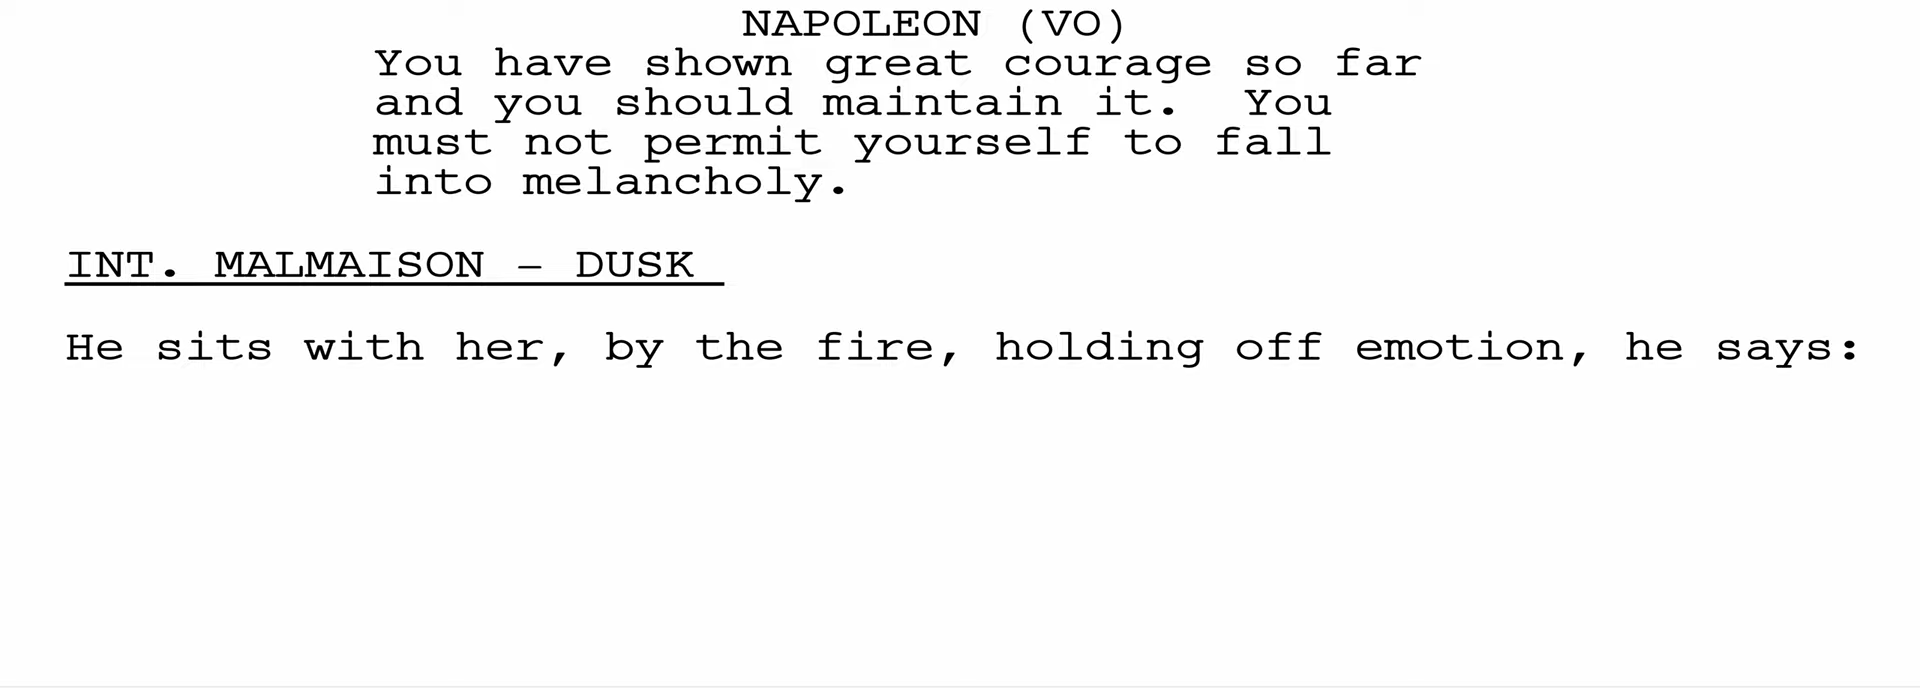 NAPOLEON (VO)
You have shown great courage so far
and you should maintain it.  You
must not permit yourself to fall
into melancholy.
INT. MALMAISON – DUSK
He sits with her, by the fire, holding off emotion, he says: